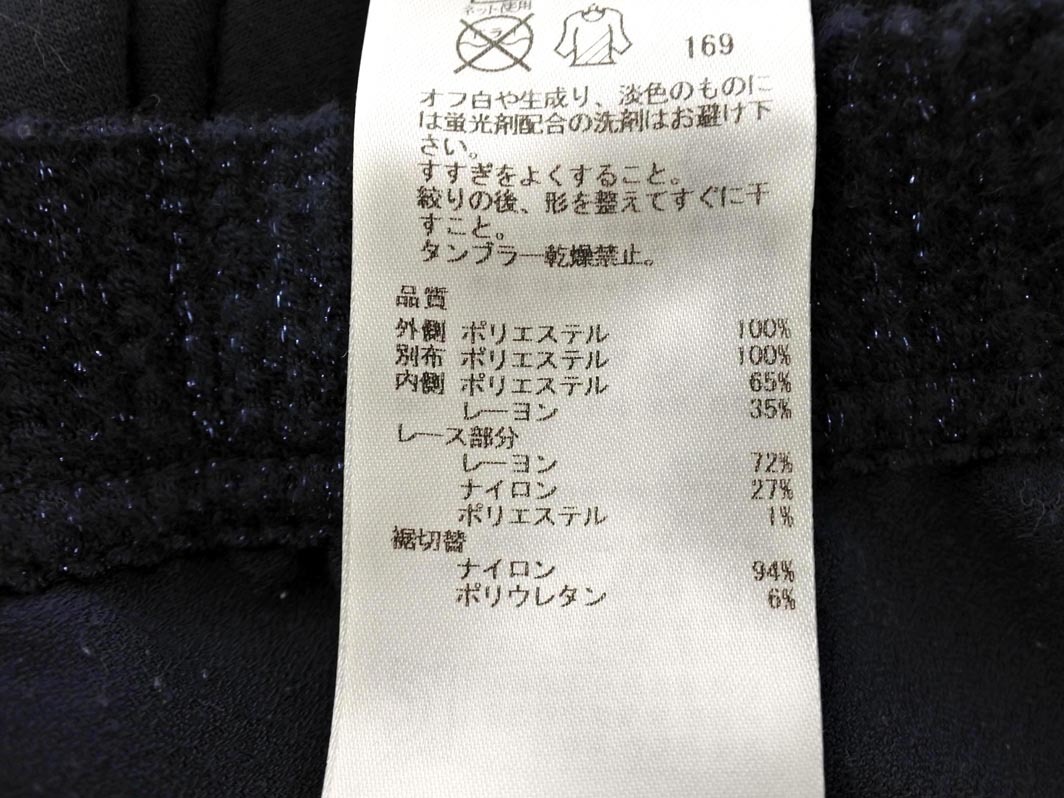 ネット使用
169
オフ白や生成り、淡色のものに
は蛍光剤配合の洗剤はお避け下
さい。
すすぎをよくすること。
絞りの後、形を整えてすぐに干
すこと。
タンブラー乾燥禁止。
品質
外側 ポリエステル 100%
別布 ポリエステル 100%
内側 ポリエステル 65%
レーヨン 35%
レース部分
レーヨン 72%
ナイロン 27%
ポリエステル 1%
裾切替
ナイロン 94%
ポリウレタン 6%